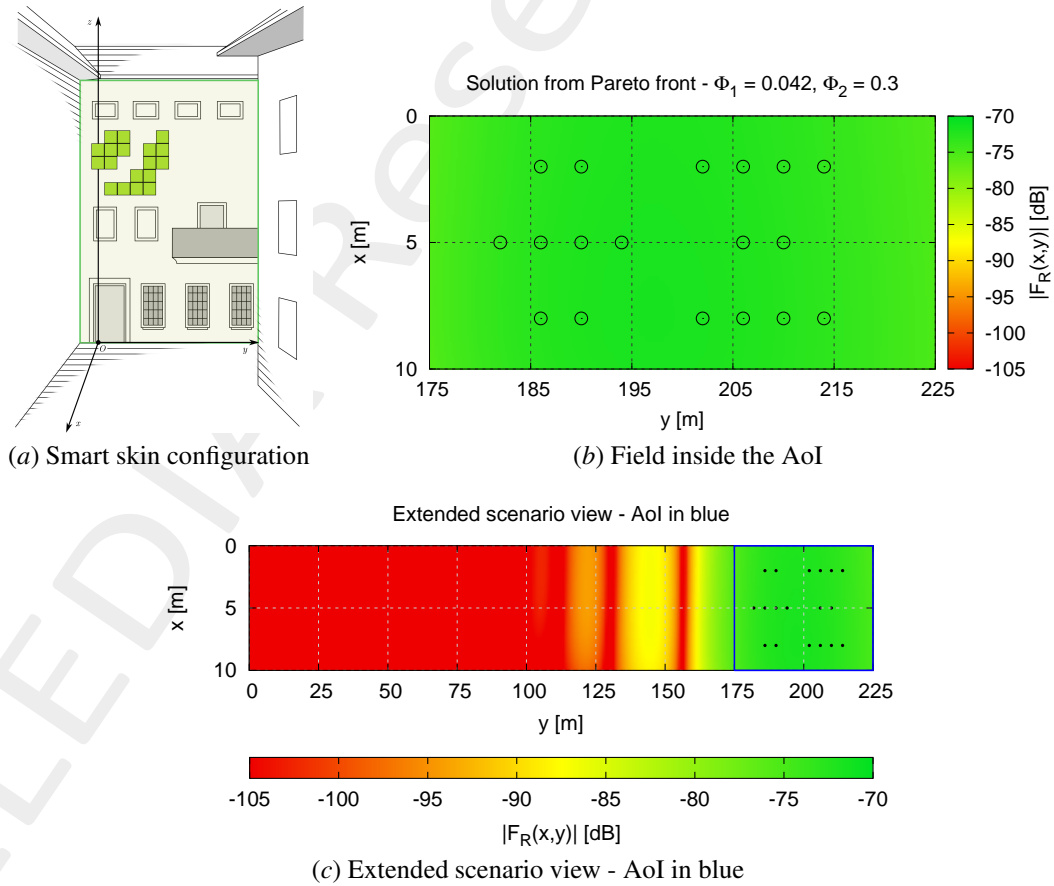 z
O
y
x
(a) Smart skin configuration
Solution from Pareto front - Φ1 = 0.042, Φ2 = 0.3
0
5
10
x [m]
175 185 195 205 215 225
y [m]
-70
-75
-80
-85
-90
-95
-100
-105
|F_R(x,y)| [dB]
(b) Field inside the AoI
Extended scenario view - AoI in blue
0
5
10
x [m]
0 25 50 75 100 125 150 175 200 225
y [m]
-105 -100 -95 -90 -85 -80 -75 -70
|F_R(x,y)| [dB]
(c) Extended scenario view - AoI in blue